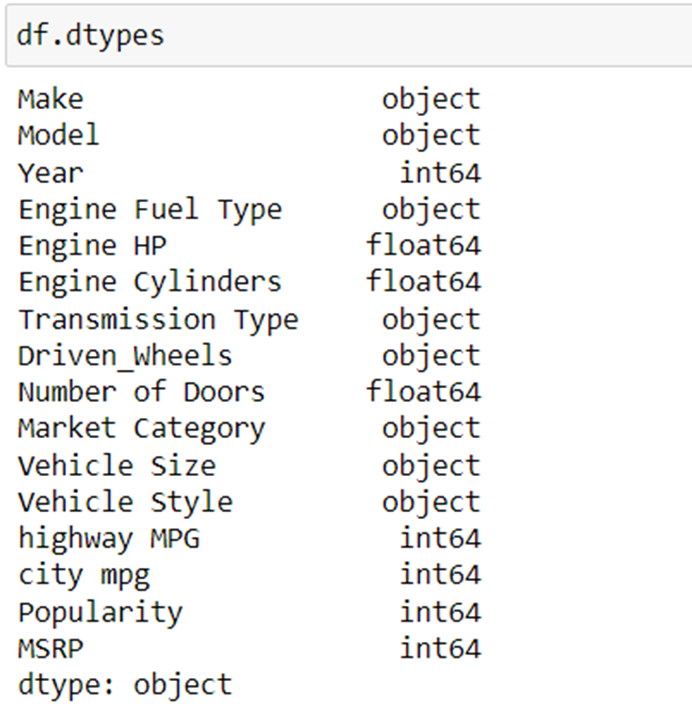 df.dtypes
Make object
Model object
Year int64
Engine Fuel Type object
Engine HP float64
Engine Cylinders float64
Transmission Type object
Driven_Wheels object
Number of Doors float64
Market Category object
Vehicle Size object
Vehicle Style object
highway MPG int64
city mpg int64
Popularity int64
MSRP int64
dtype: object